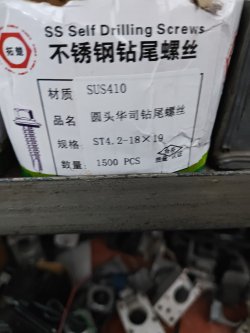 SS Self Drilling Screws
不锈钢钻尾螺丝
材质 SUS410
品名: 圆头华司钻尾螺丝
规格: ST4.2-18×19
数量: 1500 PCS